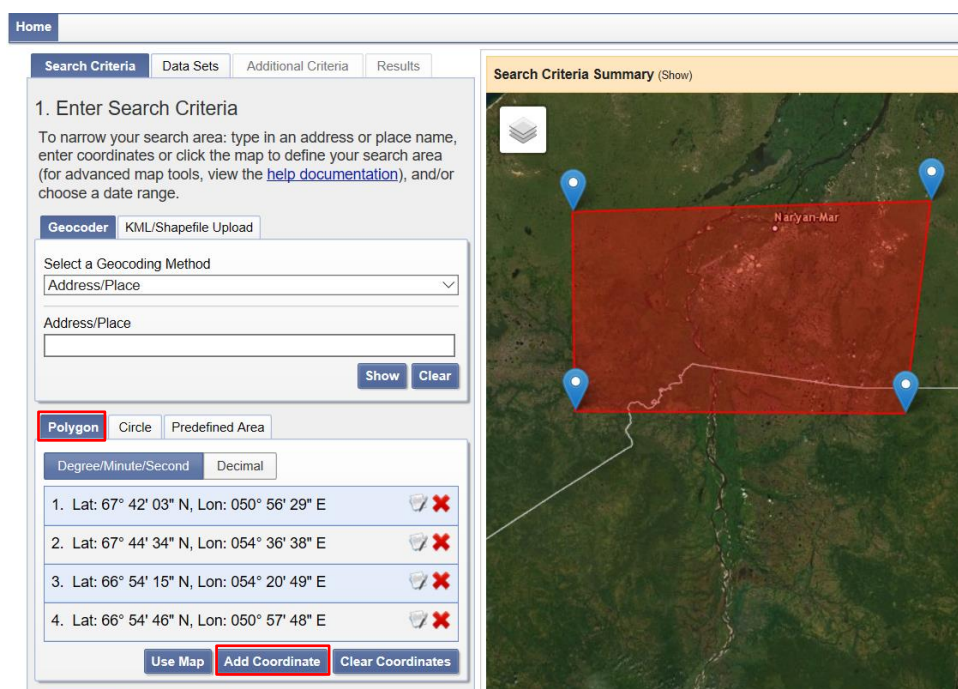 Home
Search Criteria
Data Sets
Additional Criteria
Results
1. Enter Search Criteria
To narrow your search area: type in an address or place name,
enter coordinates or click the map to define your search area
(for advanced map tools, view the help documentation), and/or
choose a date range.
Geocoder
KML/Shapefile Upload
Select a Geocoding Method
Address/Place
Address/Place
Show
Clear
Polygon
Circle
Predefined Area
Degree/Minute/Second
Decimal
1. Lat: 67° 42' 03" N, Lon: 050° 56' 29" E
2. Lat: 67° 44' 34" N, Lon: 054° 36' 38" E
3. Lat: 66° 54' 15" N, Lon: 054° 20' 49" E
4. Lat: 66° 54' 46" N, Lon: 050° 57' 48" E
Use Map
Add Coordinate
Clear Coordinates
Search Criteria Summary (Show)
Nar'yan-Mar